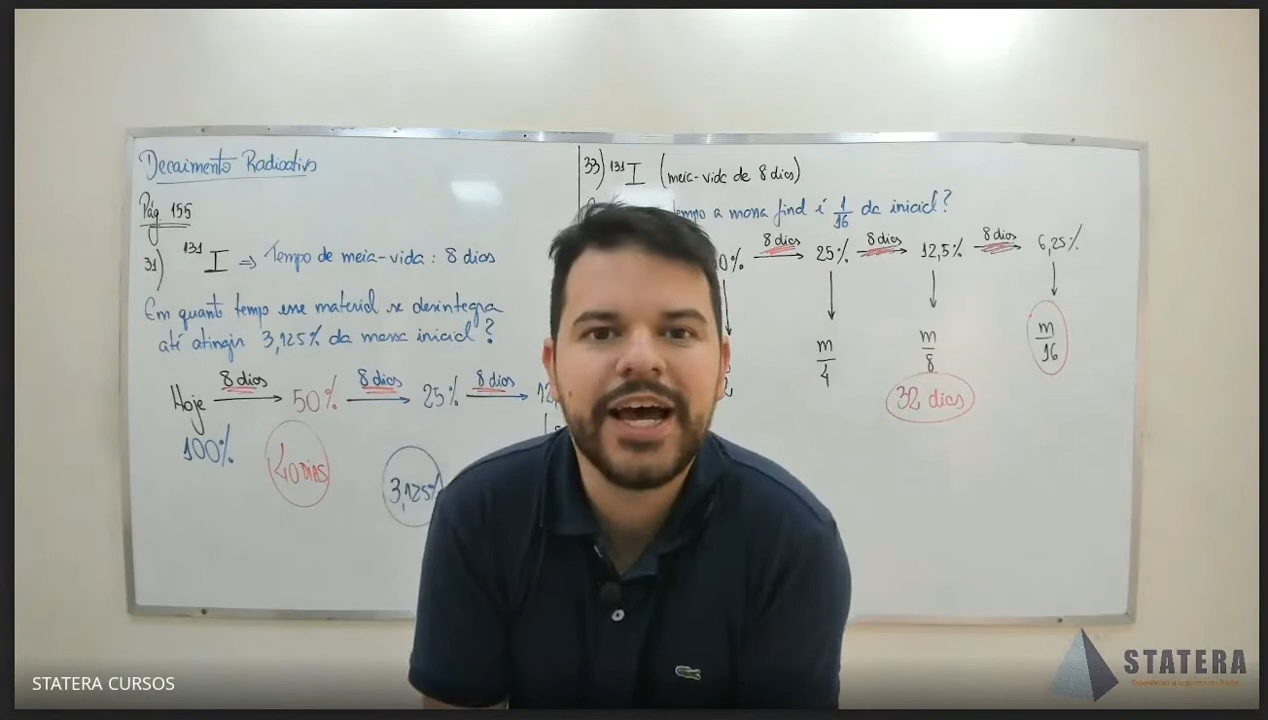 Decaimento Radioativo
Pág. 155
31) 131 I ⇒ Tempo de meia-vida: 8 dias
Em quanto tempo esse material se desintegra
até atingir 3,125% da massa inicial?
Hoje 8 dias 50% 8 dias 25% 8 dias 12,
100%
40 DIAS
3,125%
33) 131 I (meia-vida de 8 dias)
tempo a massa final é 1/16 da inicial?
0% 8 dias 25% 8 dias 12,5% 8 dias 6,25%
m/4 m/8 m/16
32 dias
STATERA CURSOS
STATERA